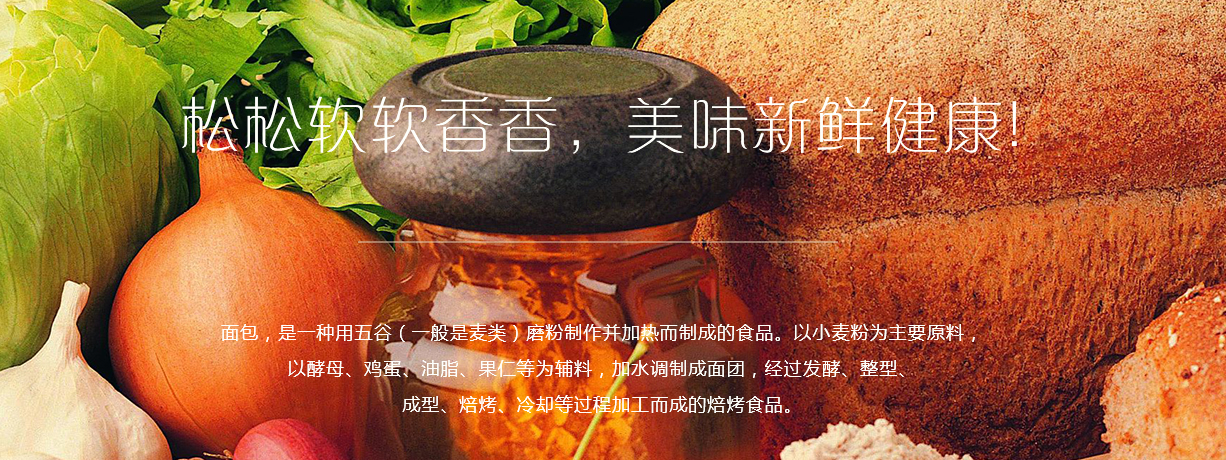 松松软软香香，美味新鲜健康!
面包，是一种用五谷（一般是麦类）磨粉制作并加热而制成的食品。以小麦粉为主要原料，
以酵母、鸡蛋、油脂、果仁等为辅料，加水调制成面团，经过发酵、整型、
成型、焙烤、冷却等过程加工而成的焙烤食品。